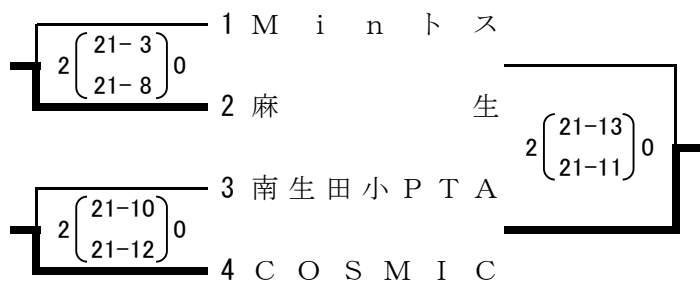 1 Ｍｉｎトス
2 ( 21- 3 21- 8 ) 0
2 麻生
2 ( 21-13 21-11 ) 0
3 南生田小ＰＴＡ
2 ( 21-10 21-12 ) 0
4 ＣＯＳＭＩＣ